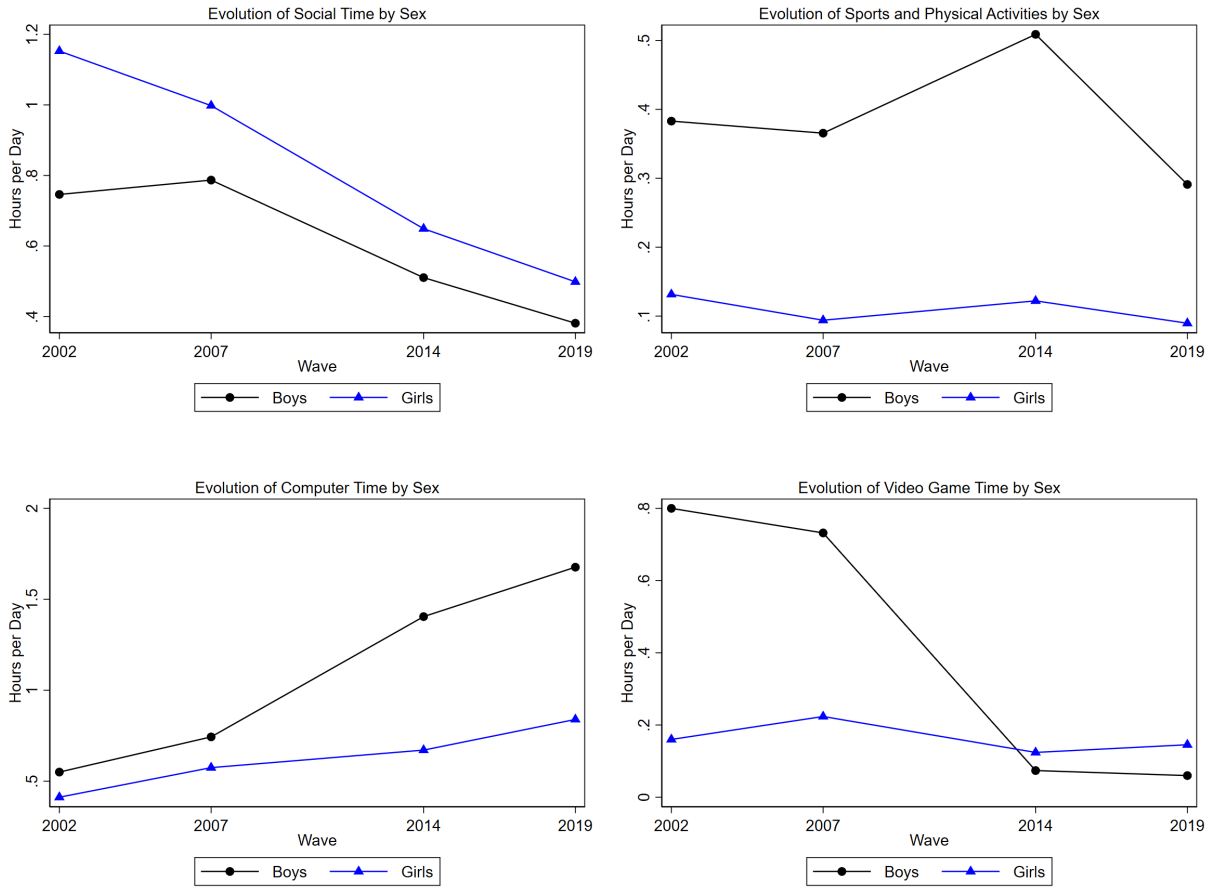 Evolution of Social Time by Sex
Hours per Day
1.2
1
.8
.6
.4
2002 2007 2014 2019
Wave
Boys Girls
Evolution of Sports and Physical Activities by Sex
Hours per Day
.5
.4
.3
.2
.1
2002 2007 2014 2019
Wave
Boys Girls
Evolution of Computer Time by Sex
Hours per Day
2
1.5
1
.5
2002 2007 2014 2019
Wave
Boys Girls
Evolution of Video Game Time by Sex
Hours per Day
.8
.6
.4
.2
0
2002 2007 2014 2019
Wave
Boys Girls